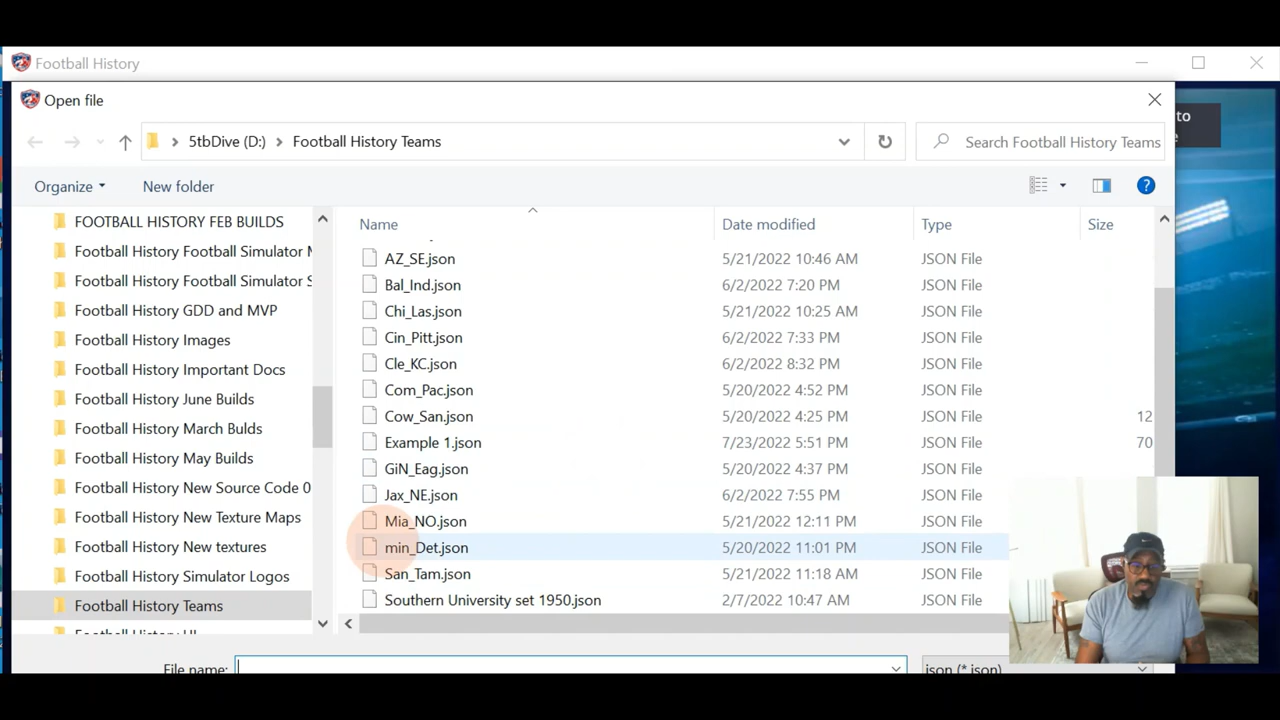 Football History
Open file
to
5tbDive (D:) Football History Teams
Search Football History Teams
Organize New folder
Name Date modified Type Size
FOOTBALL HISTORY FEB BUILDS
Football History Football Simulator
Football History Football Simulator S
Football History GDD and MVP
Football History Images
Football History Important Docs
Football History June Builds
Football History March Bulds
Football History May Builds
Football History New Source Code 0
Football History New Texture Maps
Football History New textures
Football History Simulator Logos
Football History Teams
Football History UI
AZ_SE.json 5/21/2022 10:46 AM JSON File
Bal_Ind.json 6/2/2022 7:20 PM JSON File
Chi_Las.json 5/21/2022 10:25 AM JSON File
Cin_Pitt.json 6/2/2022 7:33 PM JSON File
Cle_KC.json 6/2/2022 8:32 PM JSON File
Com_Pac.json 5/20/2022 4:52 PM JSON File
Cow_San.json 5/20/2022 4:25 PM JSON File 12
Example 1.json 7/23/2022 5:51 PM JSON File 70
GiN_Eag.json 5/20/2022 4:37 PM JSON File
Jax_NE.json 6/2/2022 7:55 PM JSON File
Mia_NO.json 5/21/2022 12:11 PM JSON File
min_Det.json 5/20/2022 11:01 PM JSON File
San_Tam.json 5/21/2022 11:18 AM JSON File
Southern University set 1950.json 2/7/2022 10:47 AM JSON File
File name: json (*.json)